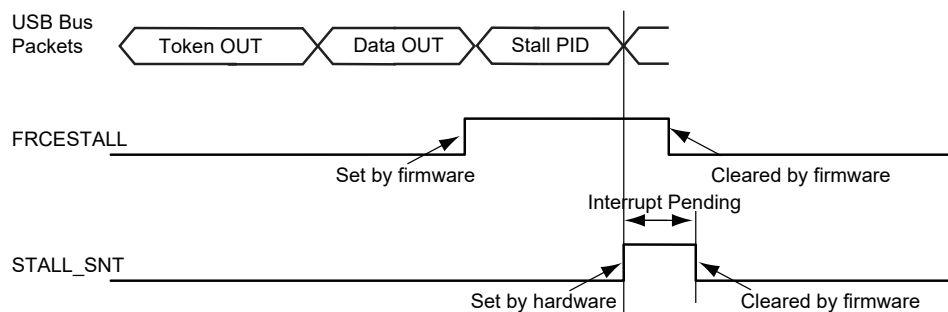 USB Bus
Packets
Token OUT
Data OUT
Stall PID
FRCESTALL
Set by firmware
Cleared by firmware
Interrupt Pending
STALL_SNT
Set by hardware
Cleared by firmware